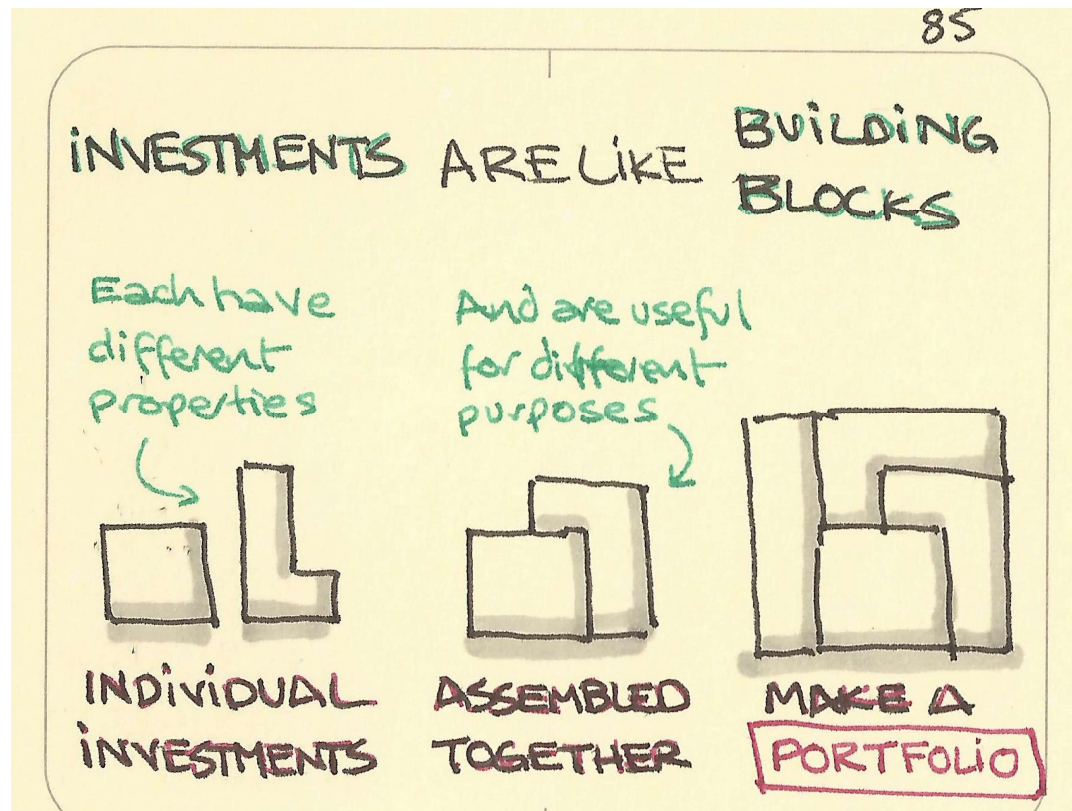 85
INVESTMENTS ARE LIKE BUILDING
BLOCKS
Each have
different
properties
And are useful
for different
purposes
INDIVIDUAL
INVESTMENTS
ASSEMBLED
TOGETHER
MAKE A
PORTFOLIO